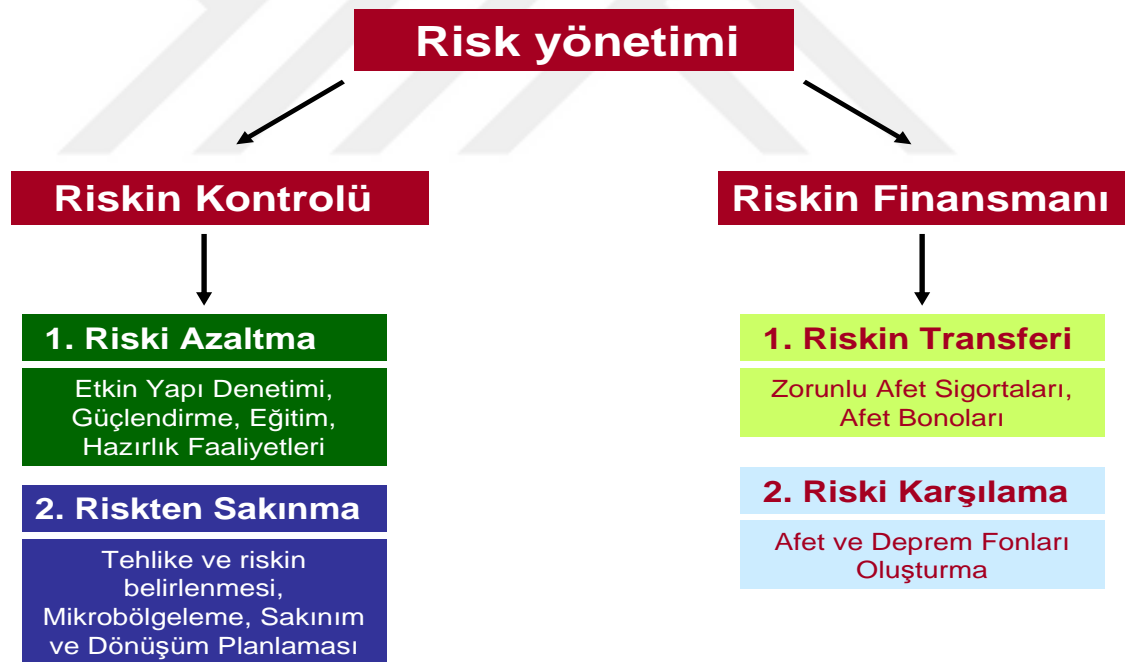 Risk yönetimi
Riskin Kontrolü
1. Riski Azaltma
Etkin Yapı Denetimi,
Güçlendirme, Eğitim,
Hazırlık Faaliyetleri
2. Riskten Sakınma
Tehlike ve riskin
belirlenmesi,
Mikrobölgeleme, Sakınım
ve Dönüşüm Planlaması
Riskin Finansmanı
1. Riskin Transferi
Zorunlu Afet Sigortaları,
Afet Bonoları
2. Riski Karşılama
Afet ve Deprem Fonları
Oluşturma